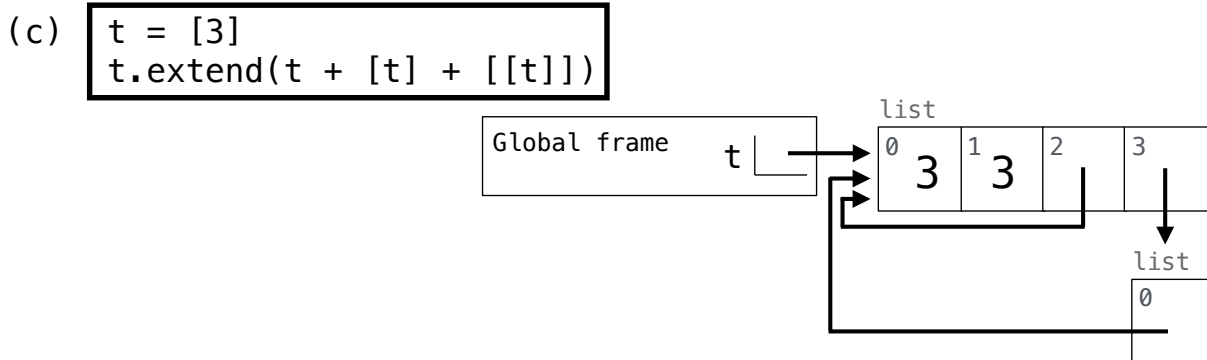 (c) t = [3]
t.extend(t + [t] + [[t]])
list
Global frame t
0 3 1 3 2 3
list
0